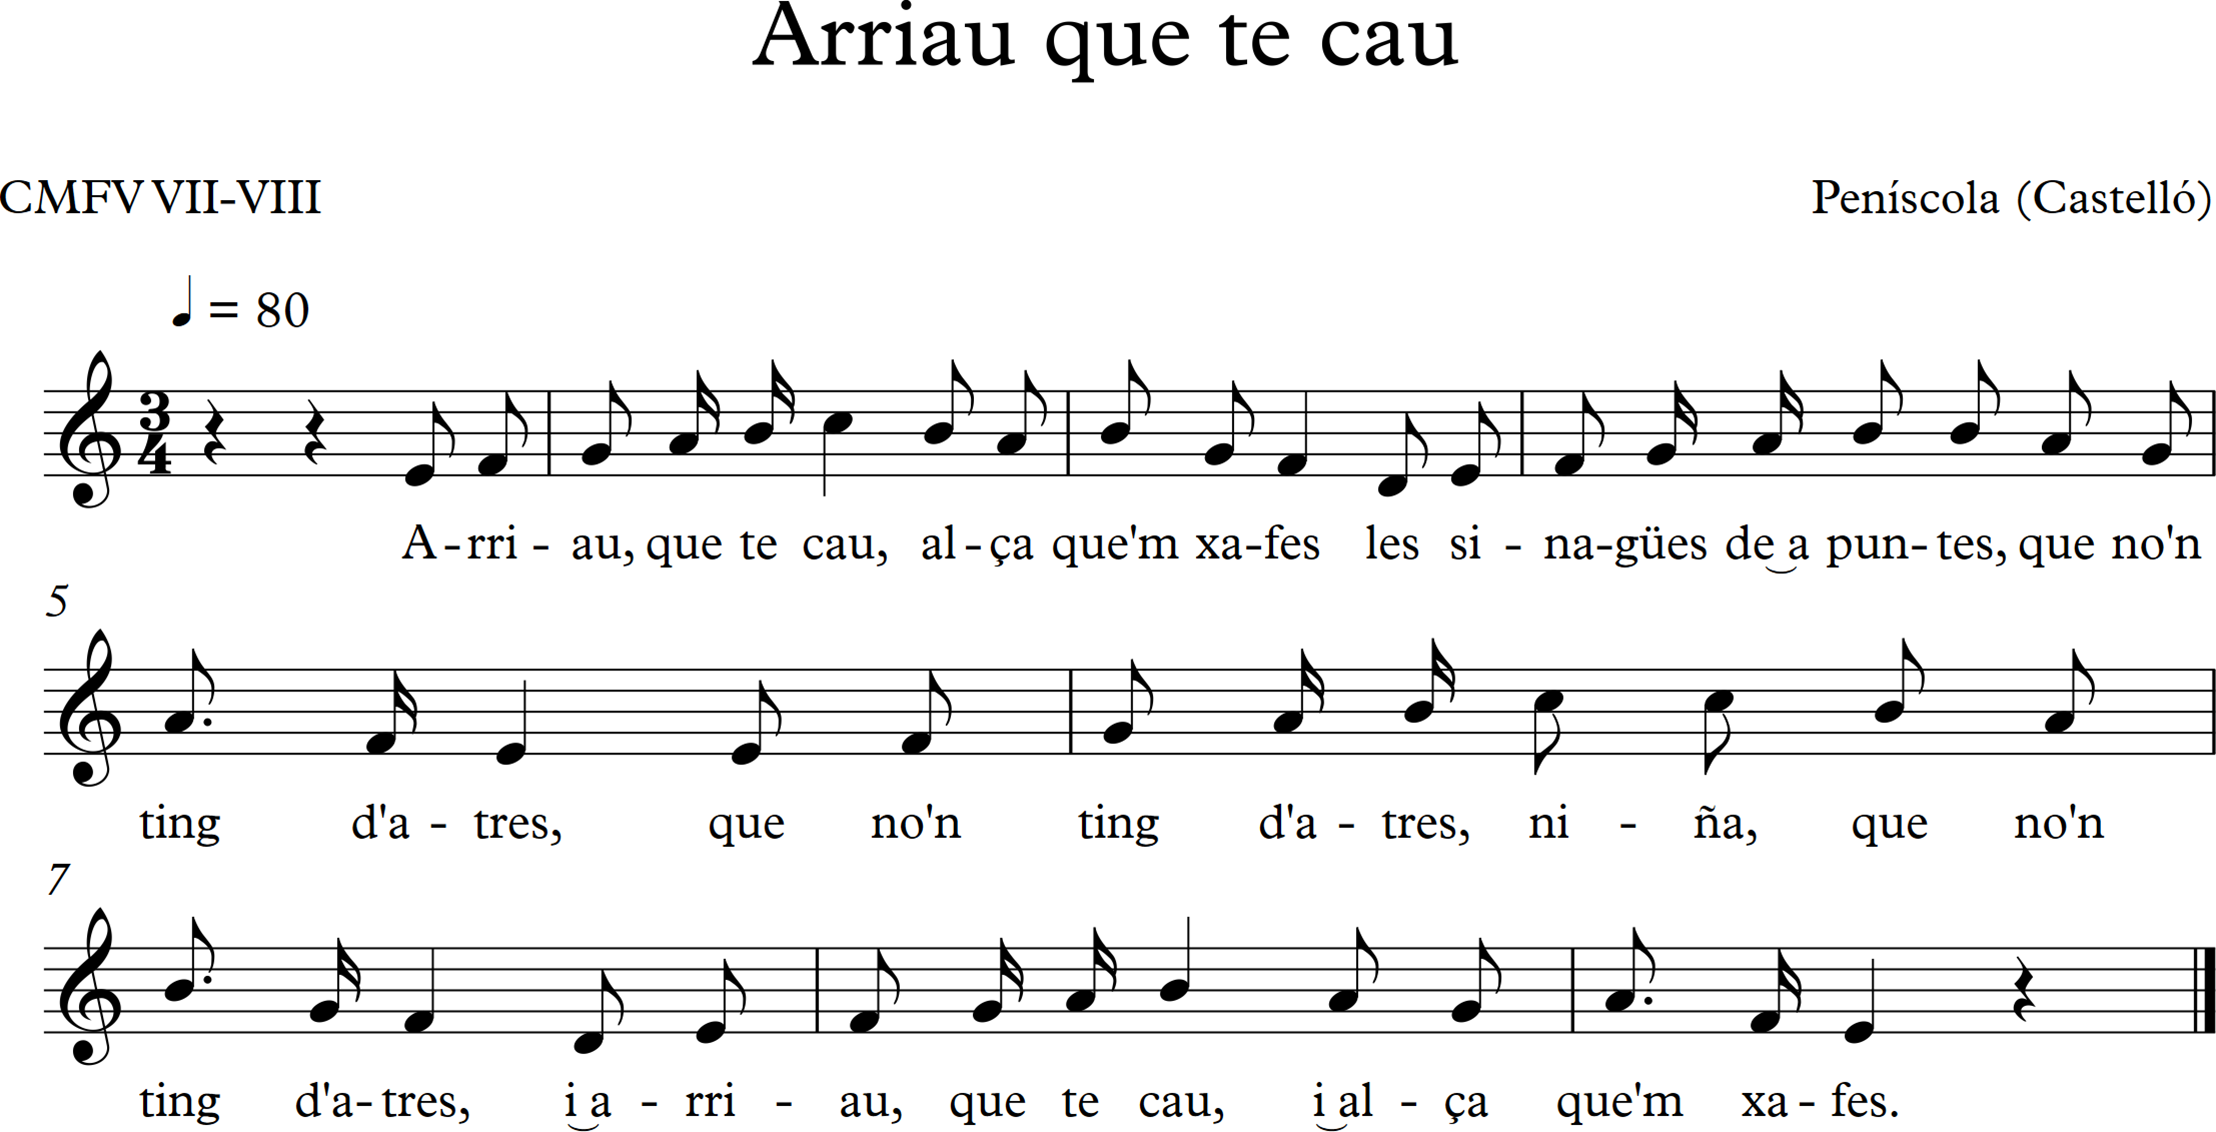 Arriau que te cau
CMFV VII-VIII
Peníscola (Castelló)
= 80
3
4
A-rri - au, que te cau, al-ça que'm xa-fes les si - na-gües de‿a pun-tes, que no'n
5
ting d'a - tres, que no'n ting d'a - tres, ni - ña, que no'n
7
ting d'a-tres, i‿a - rri - au, que te cau, i‿al - ça que'm xa - fes.